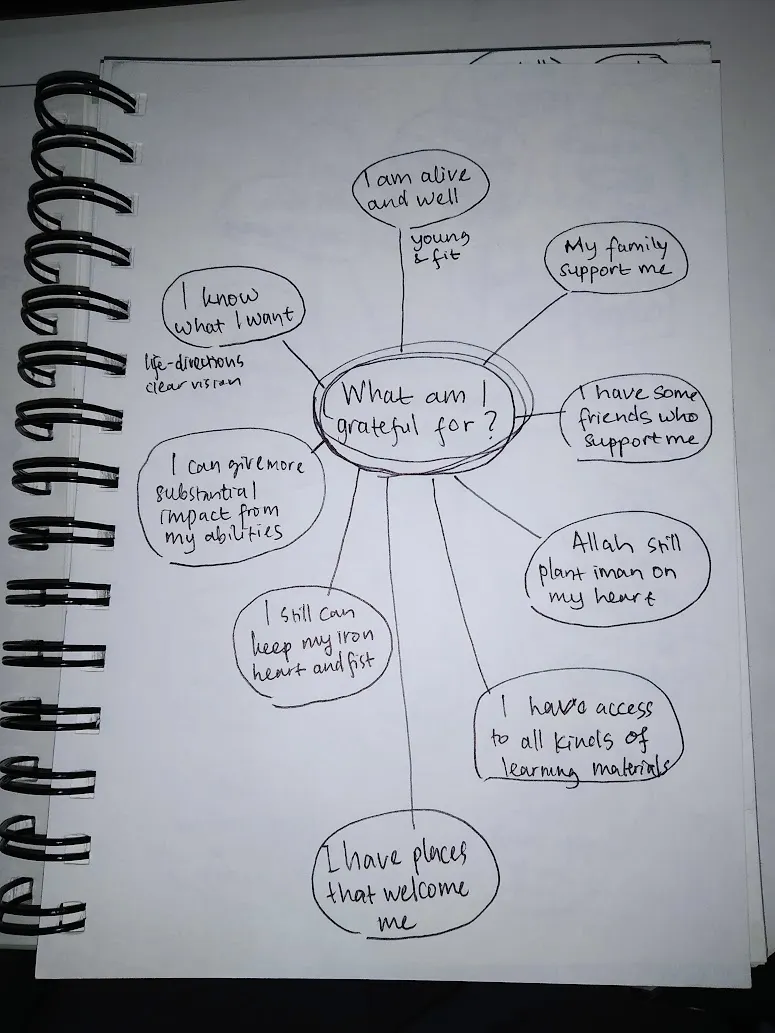 I am alive
and well
young
& fit
My family
support me
I know
what I want
life-directions
clear vision
What am I
grateful for?
I have some
friends who
support me
I can give more
substantial
impact from
my abilities
Allah still
plant iman on
my heart
I still can
keep my iron
heart and fist
I have access
to all kinds of
learning materials
I have places
that welcome
me